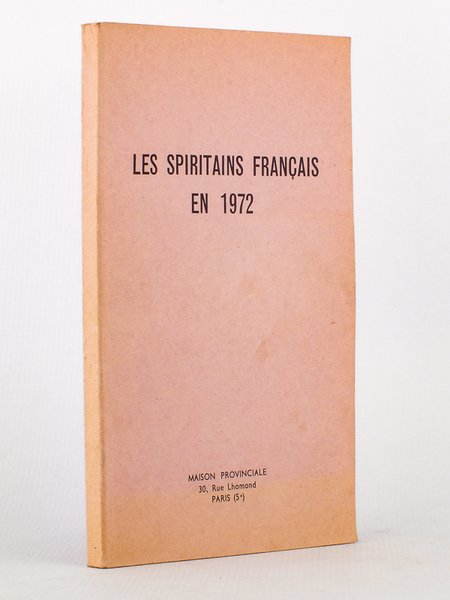 LES SPIRITAINS FRANÇAIS
EN 1972
MAISON PROVINCIALE
30, Rue Lhomond
PARIS (5e)